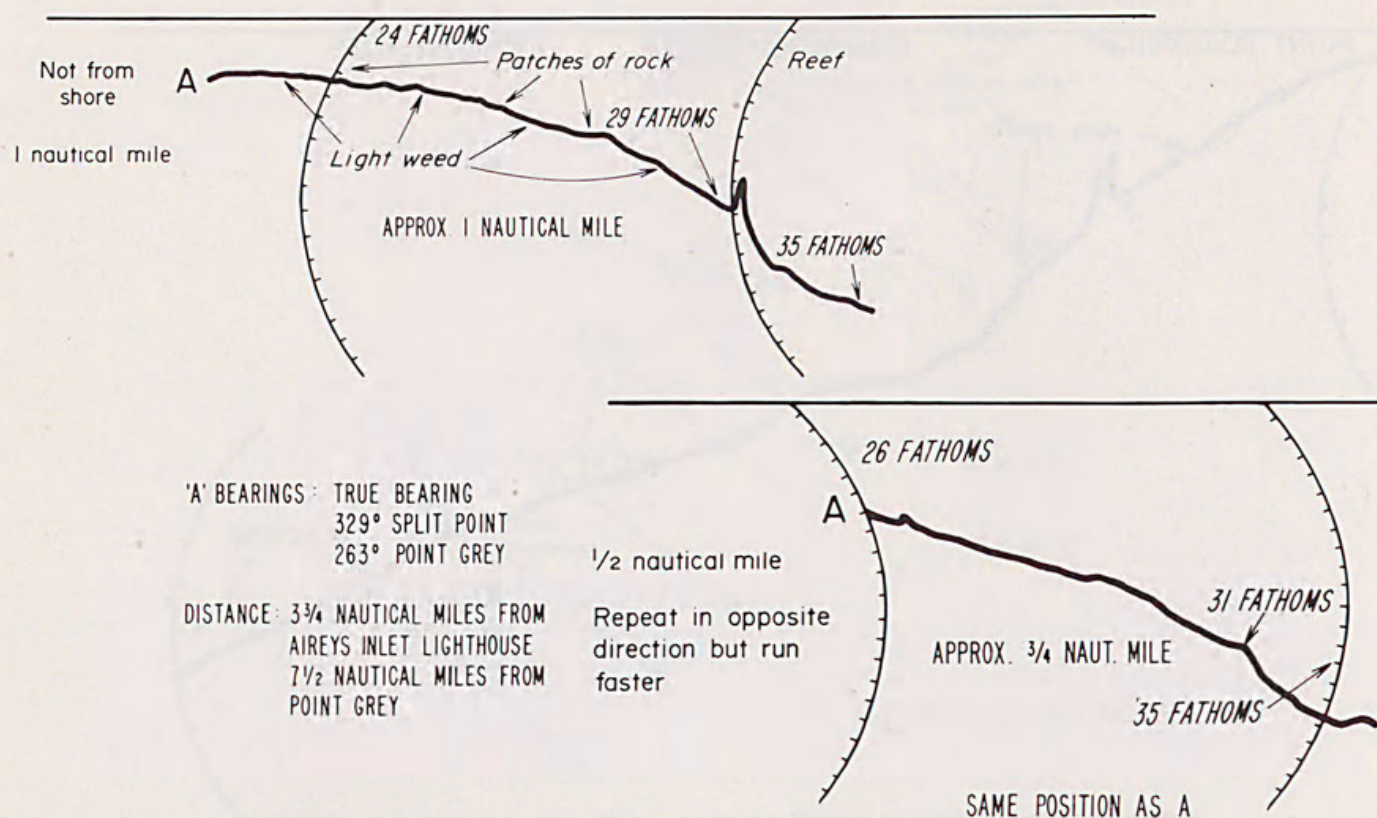 24 FATHOMS
Patches of rock
Reef
Not from
shore
A
29 FATHOMS
1 nautical mile
Light weed
APPROX. 1 NAUTICAL MILE
35 FATHOMS
26 FATHOMS
'A' BEARINGS: TRUE BEARING
329° SPLIT POINT
263° POINT GREY
A
1/2 nautical mile
DISTANCE: 3 3/4 NAUTICAL MILES FROM
AIREYS INLET LIGHTHOUSE
7 1/2 NAUTICAL MILES FROM
POINT GREY
Repeat in opposite
direction but run
faster
31 FATHOMS
APPROX. 3/4 NAUT. MILE
35 FATHOMS
SAME POSITION AS A